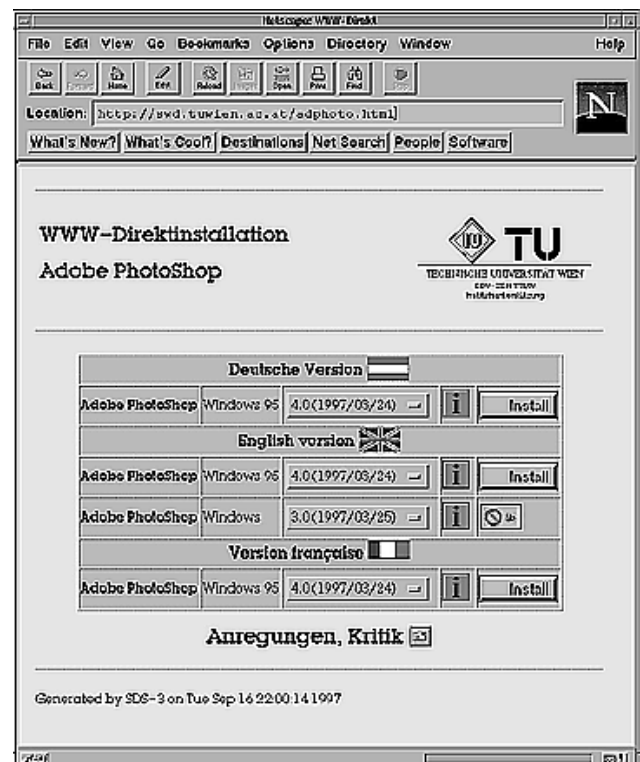 Netscape: WWW-Direkt
File Edit View Go Bookmarks Options Directory Window Help
Back Forward Home Edit Reload Open Print Find Stop
Location: http://swd.tuwien.ac.at/adphoto.html
What's New? What's Cool? Destinations Net Search People Software
N
WWW-Direktinstallation
Adobe PhotoShop
TU
TECHNISCHE UNIVERSITÄT WIEN
EDV-ZENTRUM
Deutsche Version
Adobe PhotoShop Windows 95 4.0(1997/03/24) i Install
English version
Adobe PhotoShop Windows 95 4.0(1997/03/24) i Install
Adobe PhotoShop Windows 3.0(1997/03/25) i
Version française
Adobe PhotoShop Windows 95 4.0(1997/03/24) i Install
Anregungen, Kritik
Generated by SDS-3 on Tue Sep 16 22:00:14 1997